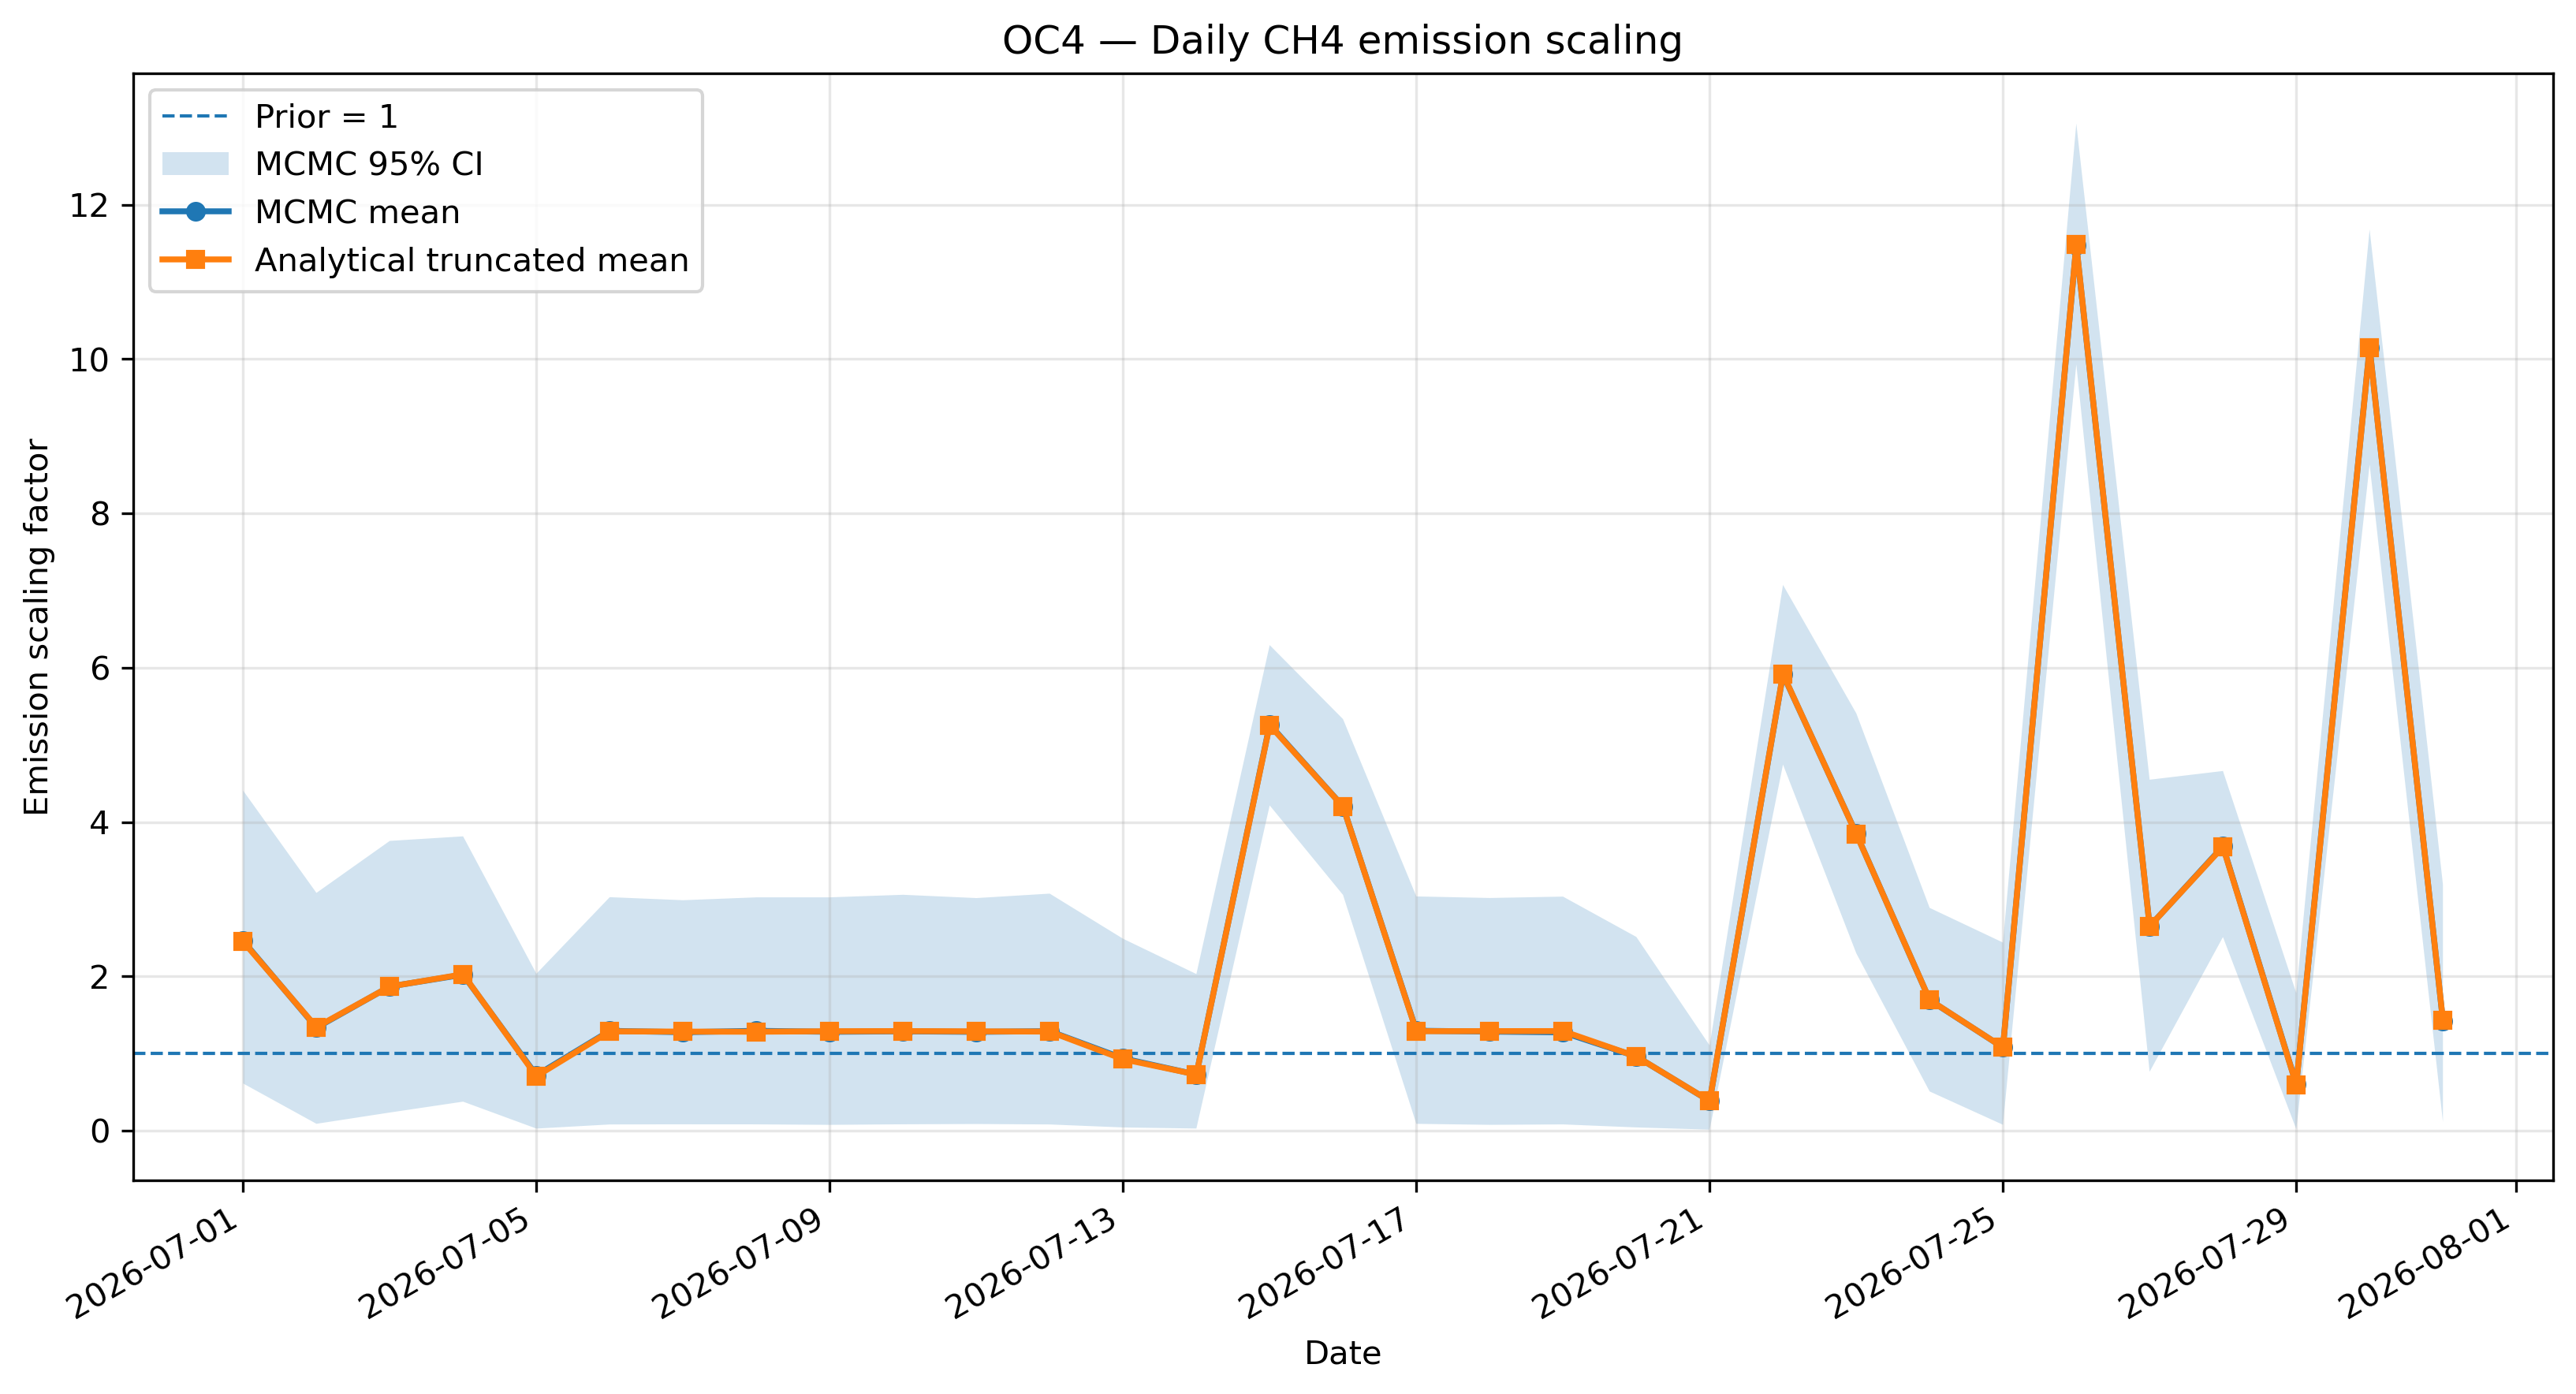 OC4 — Daily CH4 emission scaling
Prior = 1
MCMC 95% CI
MCMC mean
Analytical truncated mean
Emission scaling factor
12
10
8
6
4
2
0
2026-07-01
2026-07-05
2026-07-09
2026-07-13
2026-07-17
2026-07-21
2026-07-25
2026-07-29
2026-08-01
Date